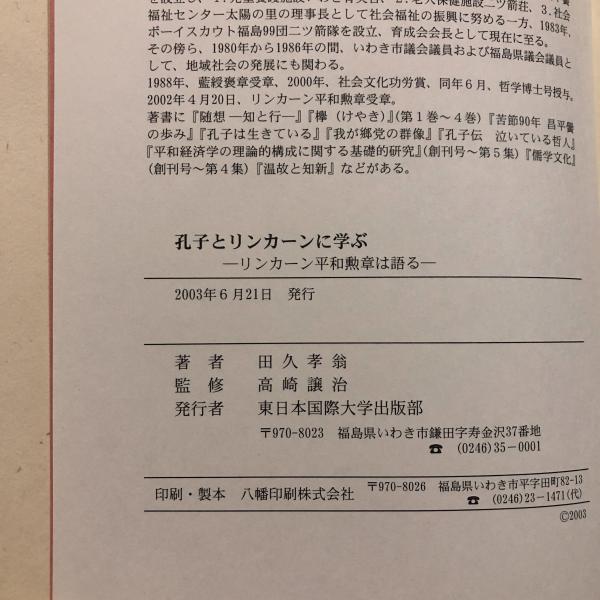 福祉センター太陽の里の理事長として社会福祉の振興に努める一方、1983年、
ボーイスカウト福島99団二ツ箭隊を設立、育成会会長として現在に至る。
その傍ら、1980年から1986年の間、いわき市議会議員および福島県議会議員と
して、地域社会の発展にも関わる。
1988年、藍綬褒章受章、2000年、社会文化功労賞、同年6月、哲学博士号授与。
2002年4月20日、リンカーン平和勲章受章。
著書に『随想 ―知と行―』『欅(けやき)』(第1巻～4巻)『苦節90年 昌平黌
の歩み』『孔子は生きている』『我が郷党の群像』『孔子伝 泣いている哲人』
『平和経済学の理論的構成に関する基礎的研究』(創刊号～第5集)『儒学文化』
(創刊号～第4集)『温故と知新』などがある。
孔子とリンカーンに学ぶ
―リンカーン平和勲章は語る―
2003年6月21日 発行
著者 田久孝翁
監修 高崎譲治
発行者 東日本国際大学出版部
〒970-8023 福島県いわき市鎌田字寿金沢37番地
☎ (0246)35-0001
印刷・製本 八幡印刷株式会社 〒970-8026 福島県いわき市平字田町82-13
☎ (0246)23-1471(代)
©2003